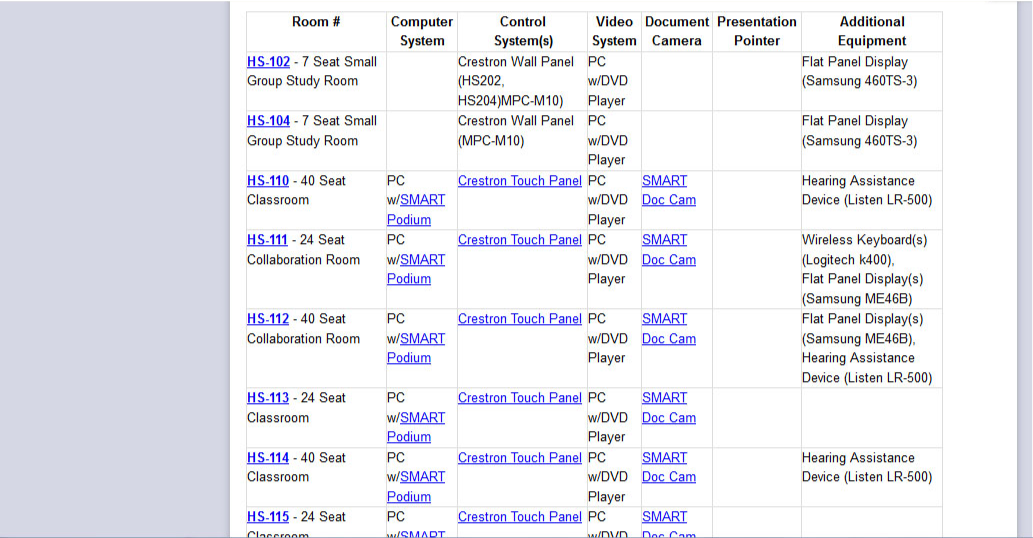 Room # Computer System Control System(s) Video System Document Camera Presentation Pointer Additional Equipment
HS-102 - 7 Seat Small Crestron Wall Panel PC Flat Panel Display
Group Study Room (HS202, w/DVD (Samsung 460TS-3)
HS204)MPC-M10) Player
HS-104 - 7 Seat Small Crestron Wall Panel PC Flat Panel Display
Group Study Room (MPC-M10) w/DVD (Samsung 460TS-3)
Player
HS-110 - 40 Seat PC Crestron Touch Panel PC SMART Hearing Assistance
Classroom w/SMART w/DVD Doc Cam Device (Listen LR-500)
Podium Player
HS-111 - 24 Seat PC Crestron Touch Panel PC SMART Wireless Keyboard(s)
Collaboration Room w/SMART w/DVD Doc Cam (Logitech k400),
Podium Player Flat Panel Display(s)
(Samsung ME46B)
HS-112 - 40 Seat PC Crestron Touch Panel PC SMART Flat Panel Display(s)
Collaboration Room w/SMART w/DVD Doc Cam (Samsung ME46B),
Podium Player Hearing Assistance
Device (Listen LR-500)
HS-113 - 24 Seat PC Crestron Touch Panel PC SMART
Classroom w/SMART w/DVD Doc Cam
Podium Player
HS-114 - 40 Seat PC Crestron Touch Panel PC SMART Hearing Assistance
Classroom w/SMART w/DVD Doc Cam Device (Listen LR-500)
Podium Player
HS-115 - 24 Seat PC Crestron Touch Panel PC SMART
Classroom w/SMART w/DVD Doc Cam